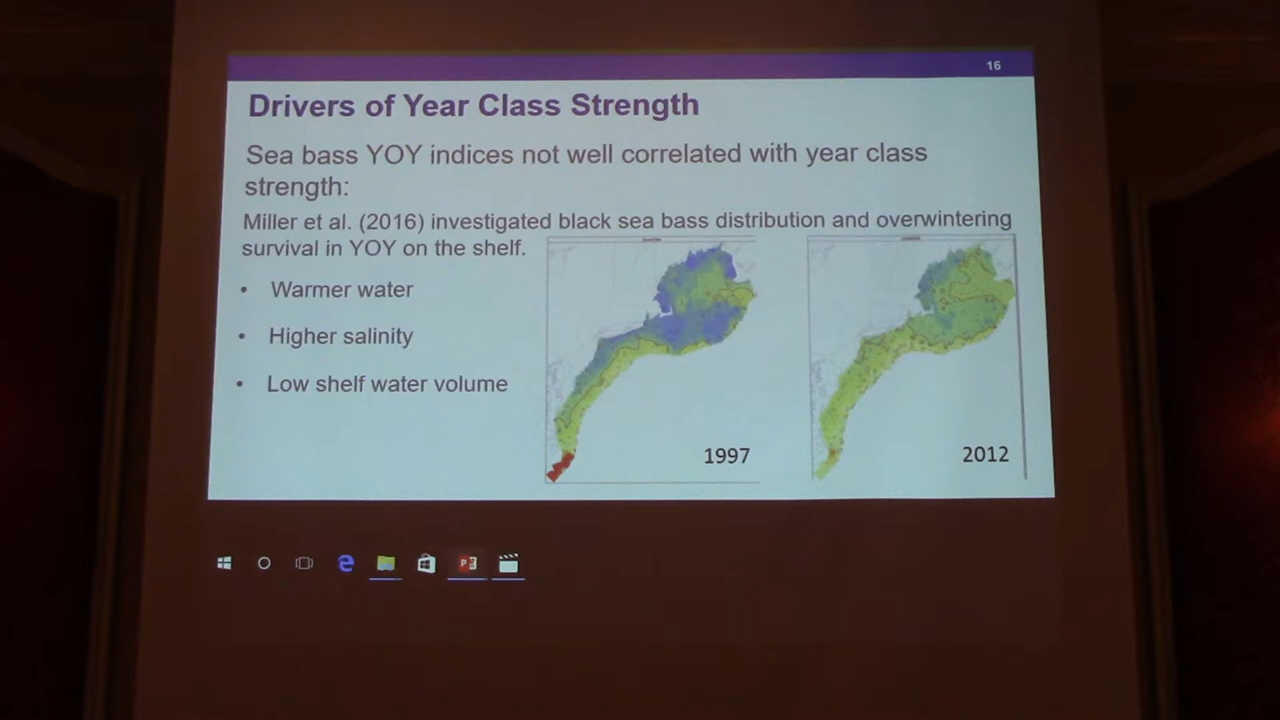 16
Drivers of Year Class Strength
Sea bass YOY indices not well correlated with year class
strength:
Miller et al. (2016) investigated black sea bass distribution and overwintering
survival in YOY on the shelf.
• Warmer water
• Higher salinity
• Low shelf water volume
1997
2012